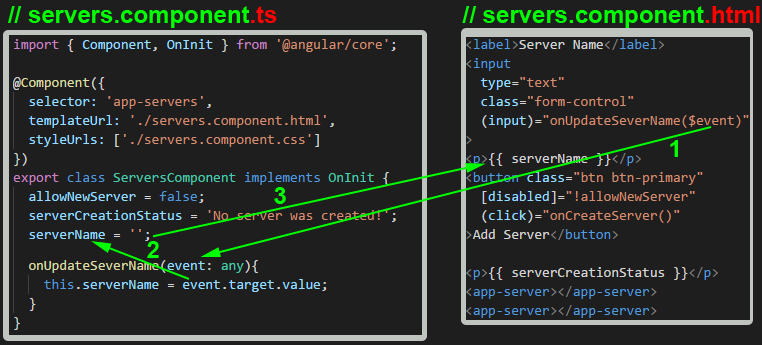 // servers.component.ts
import { Component, OnInit } from '@angular/core';
@Component({
selector: 'app-servers',
templateUrl: './servers.component.html',
styleUrls: ['./servers.component.css']
})
export class ServersComponent implements OnInit {
allowNewServer = false;
serverCreationStatus = 'No server was created!';
serverName = '';
onUpdateSeverName(event: any){
this.serverName = event.target.value;
}
}
// servers.component.html
<label>Server Name</label>
<input
type="text"
class="form-control"
(input)="onUpdateSeverName($event)"
>
<p>{{ serverName }}</p>
<button class="btn btn-primary"
[disabled]="!allowNewServer"
(click)="onCreateServer()"
>Add Server</button>
<p>{{ serverCreationStatus }}</p>
<app-server></app-server>
<app-server></app-server>
1
3
2